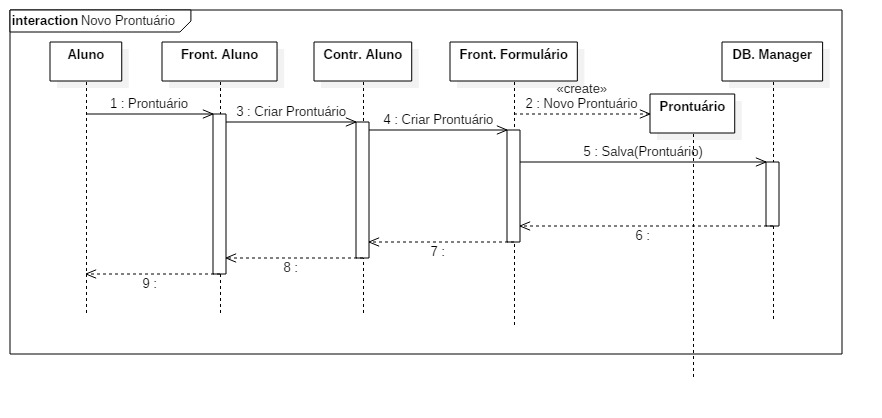 interaction Novo Prontuário
Aluno
Front. Aluno
Contr. Aluno
Front. Formulário
DB. Manager
«create»
1 : Prontuário
2 : Novo Prontuário
Prontuário
3 : Criar Prontuário
4 : Criar Prontuário
5 : Salva(Prontuário)
6 :
7 :
8 :
9 :